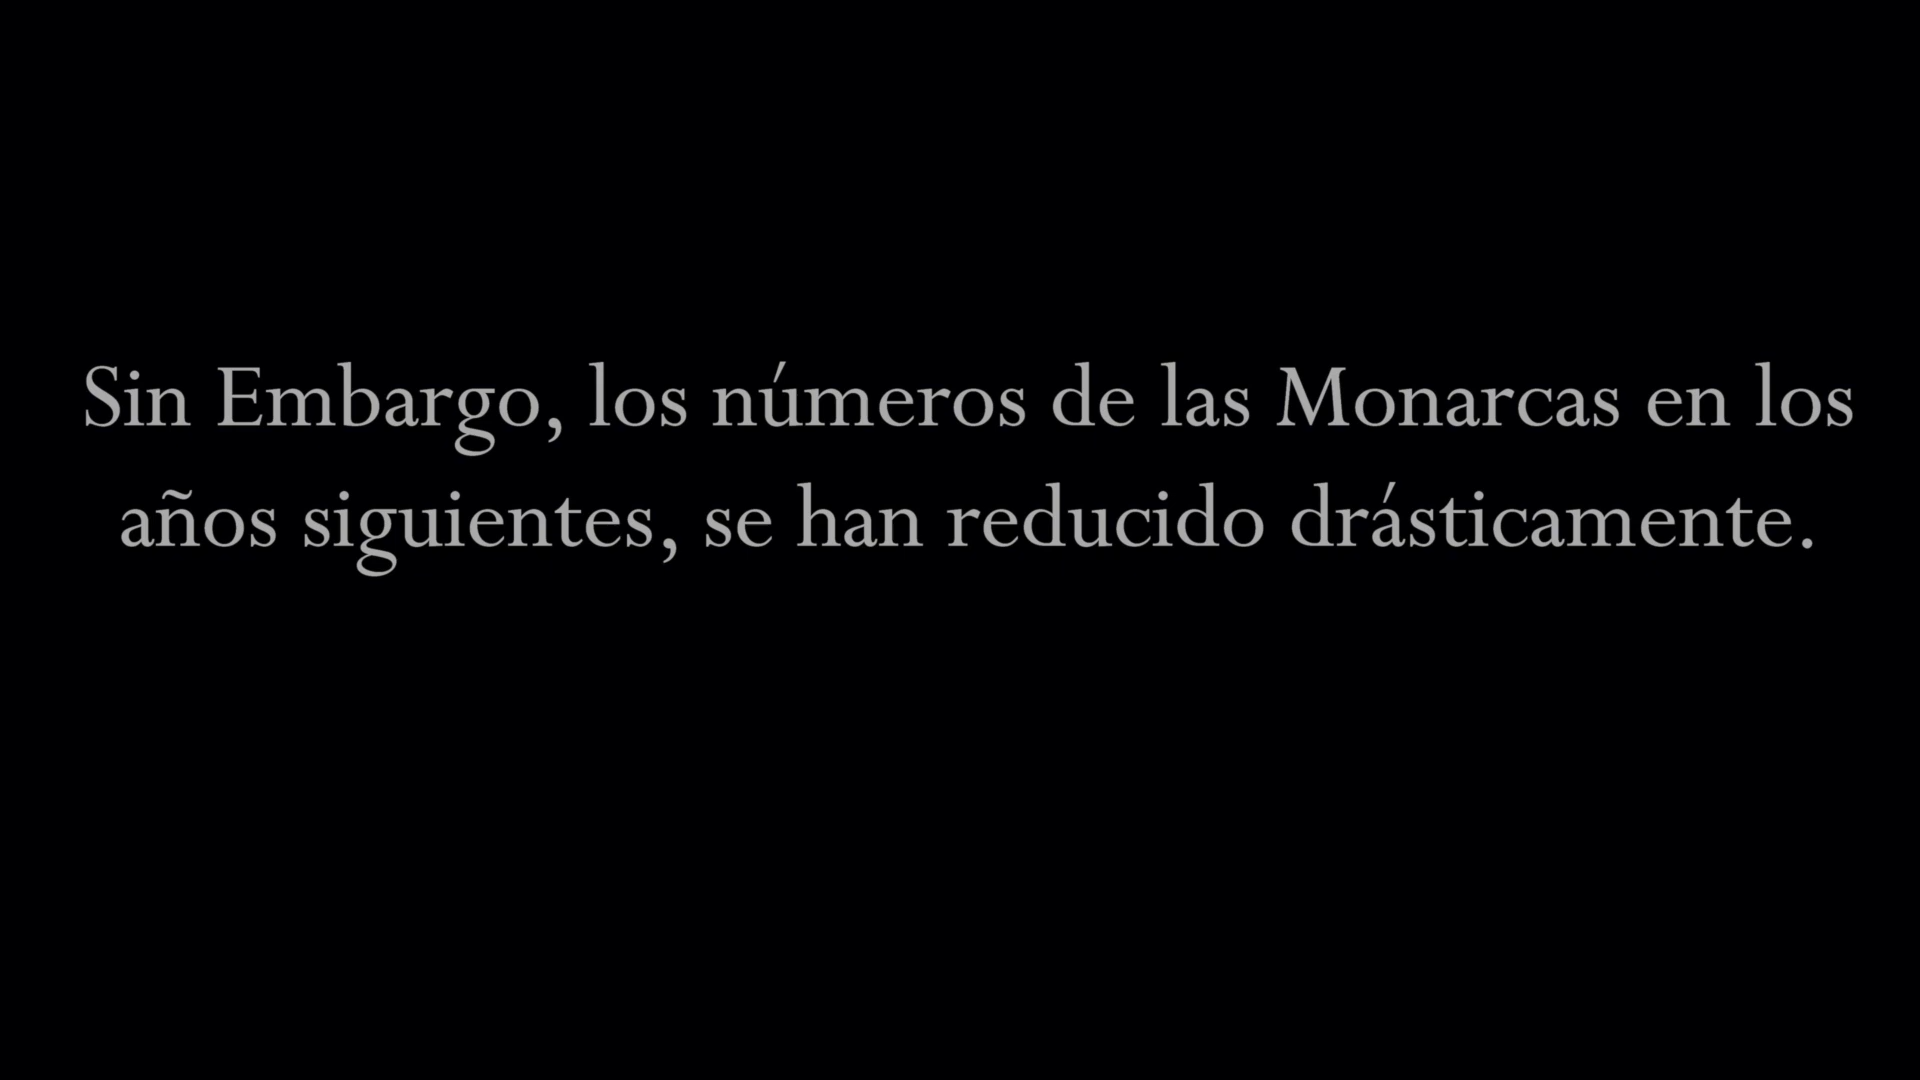 Sin Embargo, los números de las Monarcas en los
años siguientes, se han reducido drásticamente.